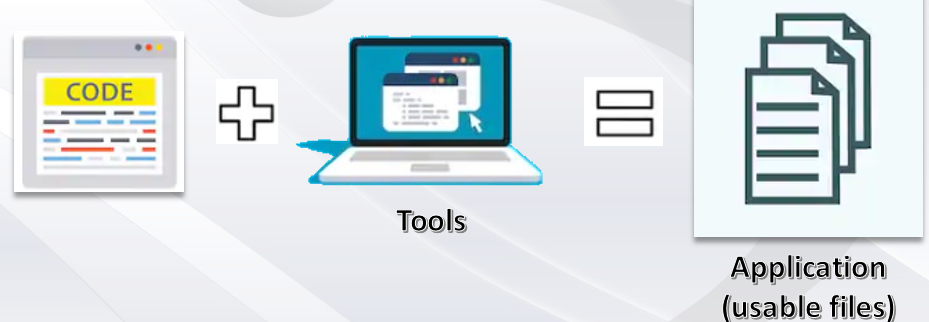 CODE
Tools
Application
(usable files)